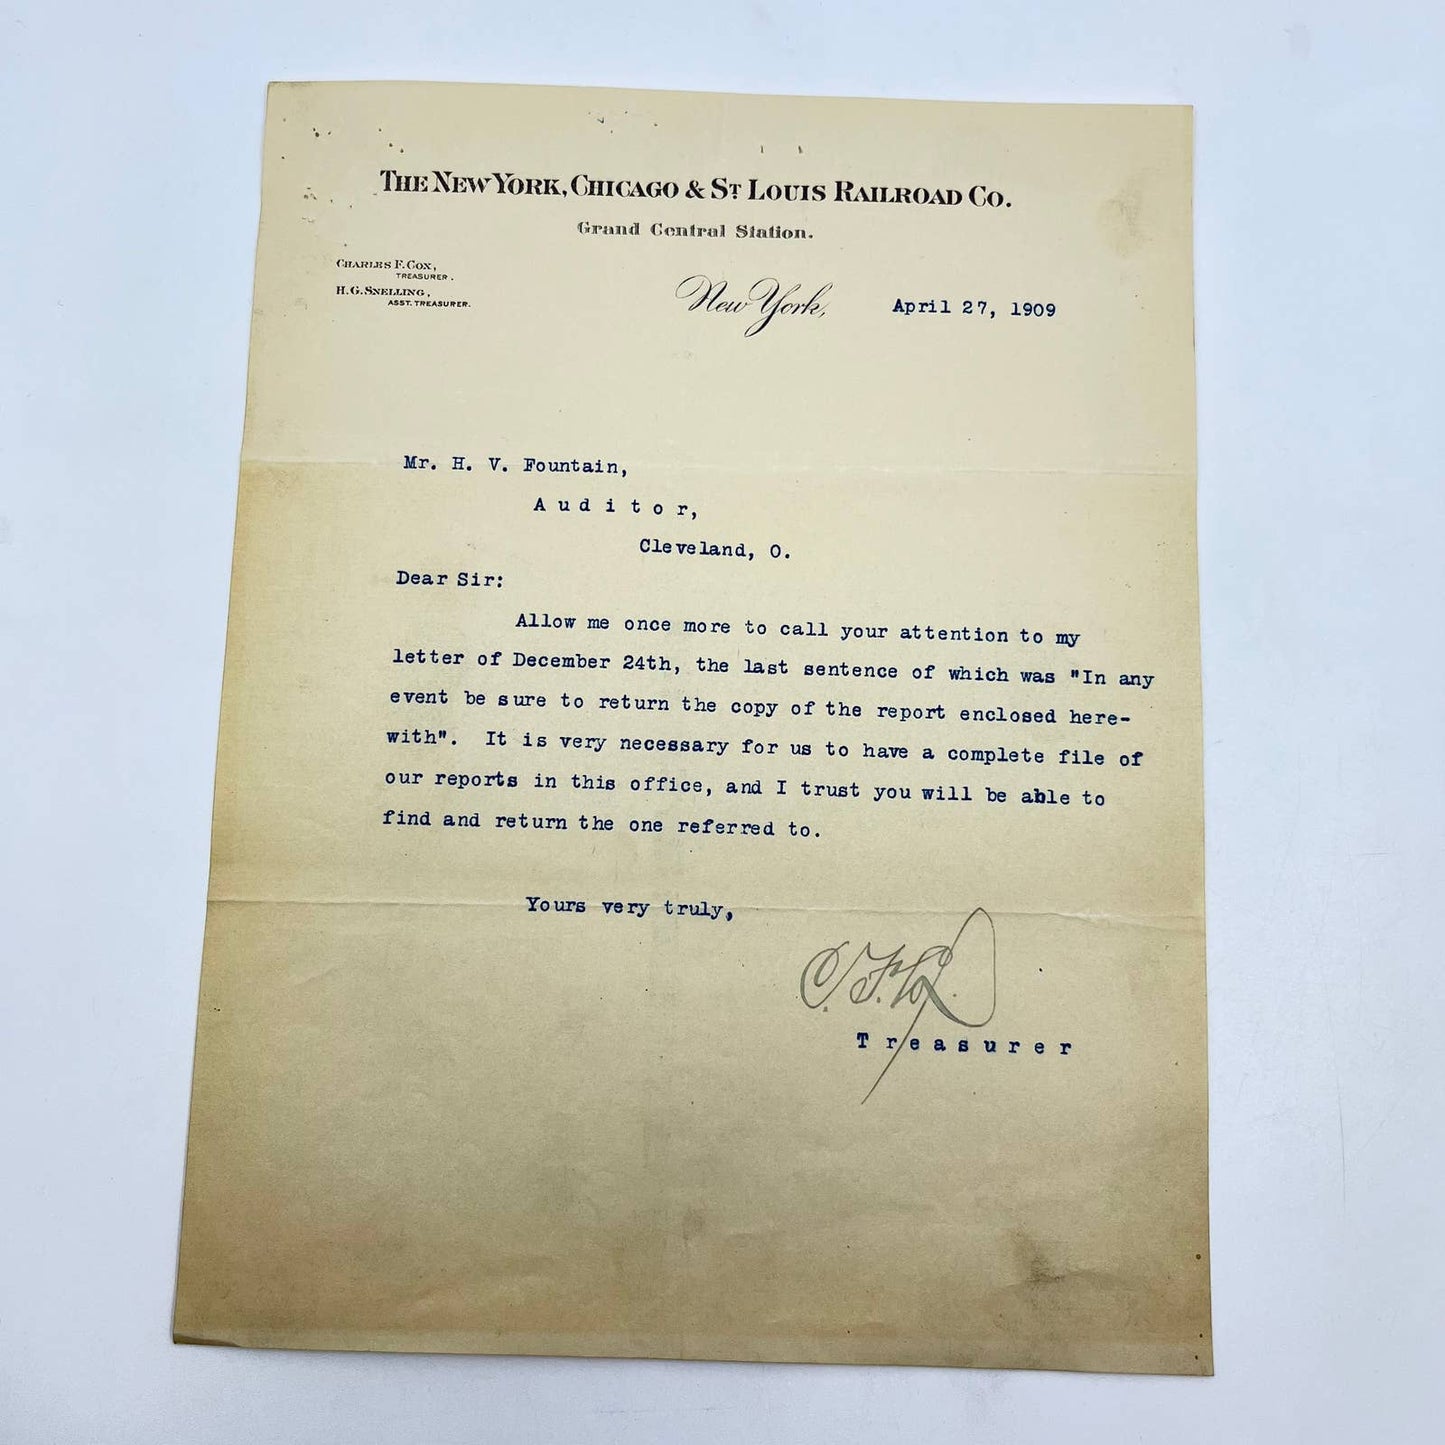 THE NEW YORK, CHICAGO & ST LOUIS RAILROAD CO.
Grand Central Station.
CHARLES F. COX,
TREASURER.
H. G. SNELLING,
ASST. TREASURER.
New York, April 27, 1909
Mr. H. V. Fountain,
Auditor,
Cleveland, O.
Dear Sir:
Allow me once more to call your attention to my
letter of December 24th, the last sentence of which was "In any
event be sure to return the copy of the report enclosed here-
with". It is very necessary for us to have a complete file of
our reports in this office, and I trust you will be able to
find and return the one referred to.
Yours very truly,
C. F. Cox.
Treasurer